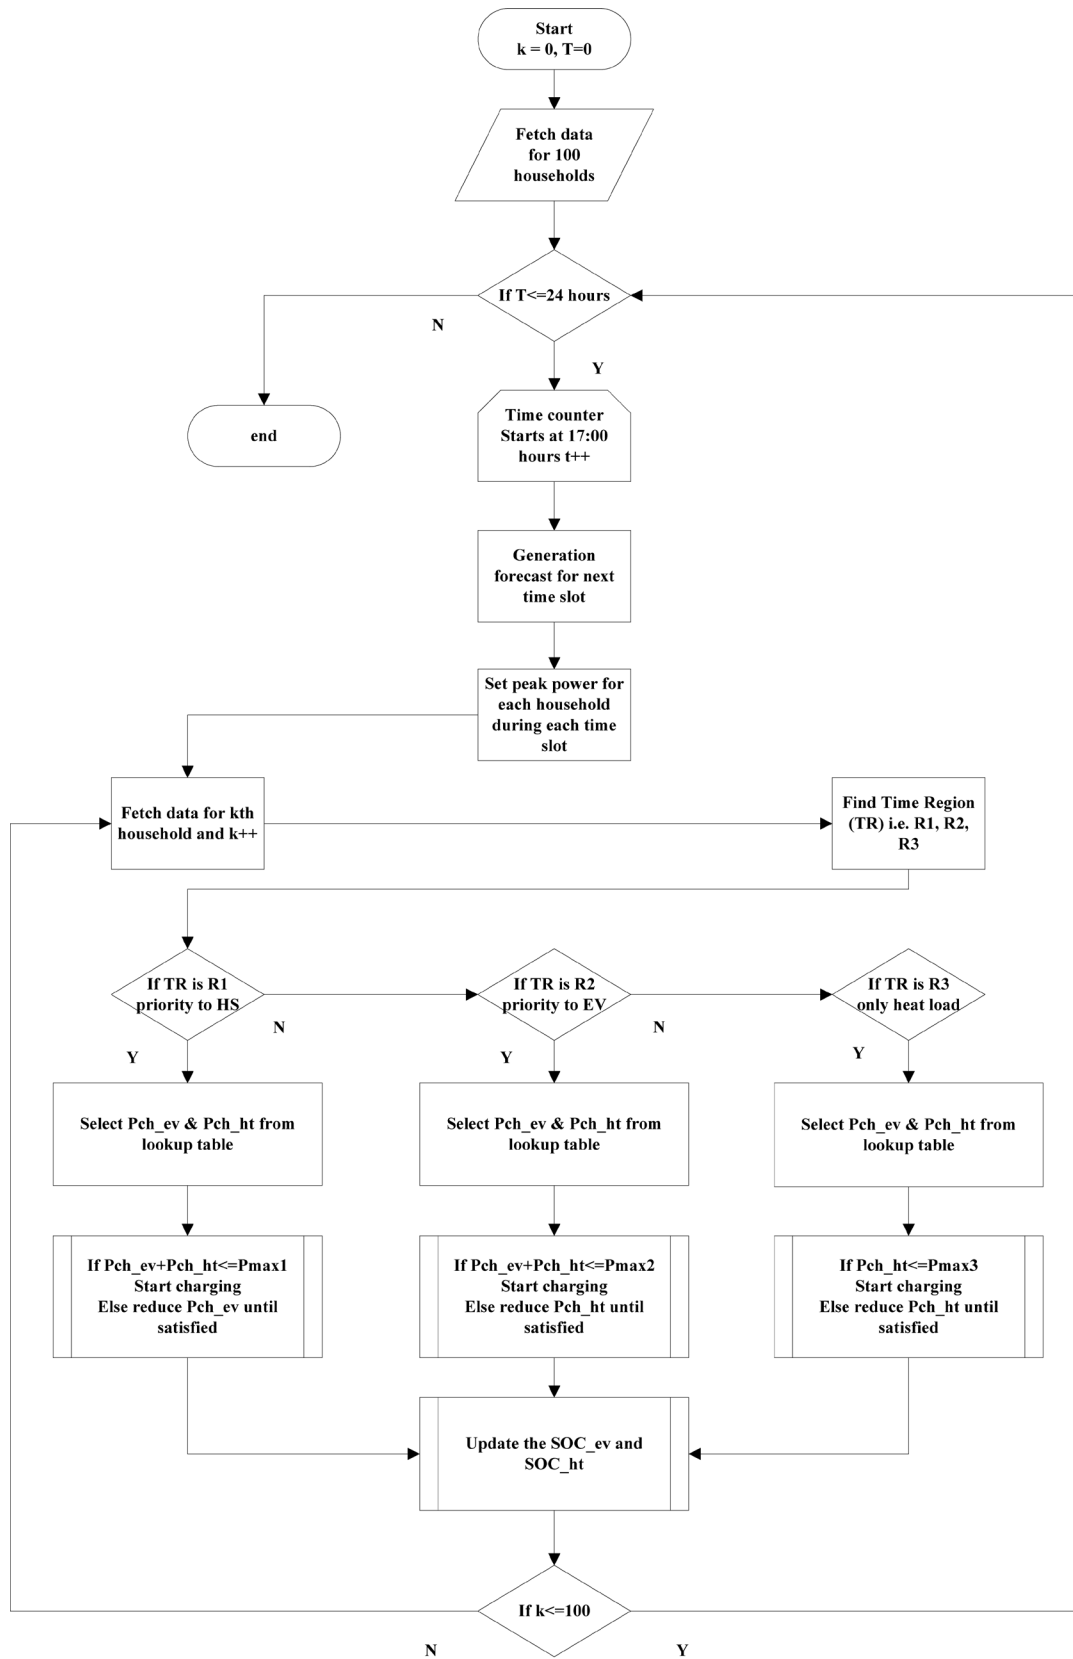 Start
k = 0, T=0
Fetch data
for 100
households
If T<=24 hours
N
Y
end
Time counter
Starts at 17:00
hours t++
Generation
forecast for next
time slot
Set peak power for
each household
during each time
slot
Fetch data for kth
household and k++
Find Time Region
(TR) i.e. R1, R2,
R3
If TR is R1
priority to HS
N
Y
If TR is R2
priority to EV
N
Y
If TR is R3
only heat load
Y
Select Pch_ev & Pch_ht from
lookup table
Select Pch_ev & Pch_ht from
lookup table
Select Pch_ev & Pch_ht from
lookup table
If Pch_ev+Pch_ht<=Pmax1
Start charging
Else reduce Pch_ev until
satisfied
If Pch_ev+Pch_ht<=Pmax2
Start charging
Else reduce Pch_ht until
satisfied
If Pch_ht<=Pmax3
Start charging
Else reduce Pch_ht until
satisfied
Update the SOC_ev and
SOC_ht
If k<=100
N
Y